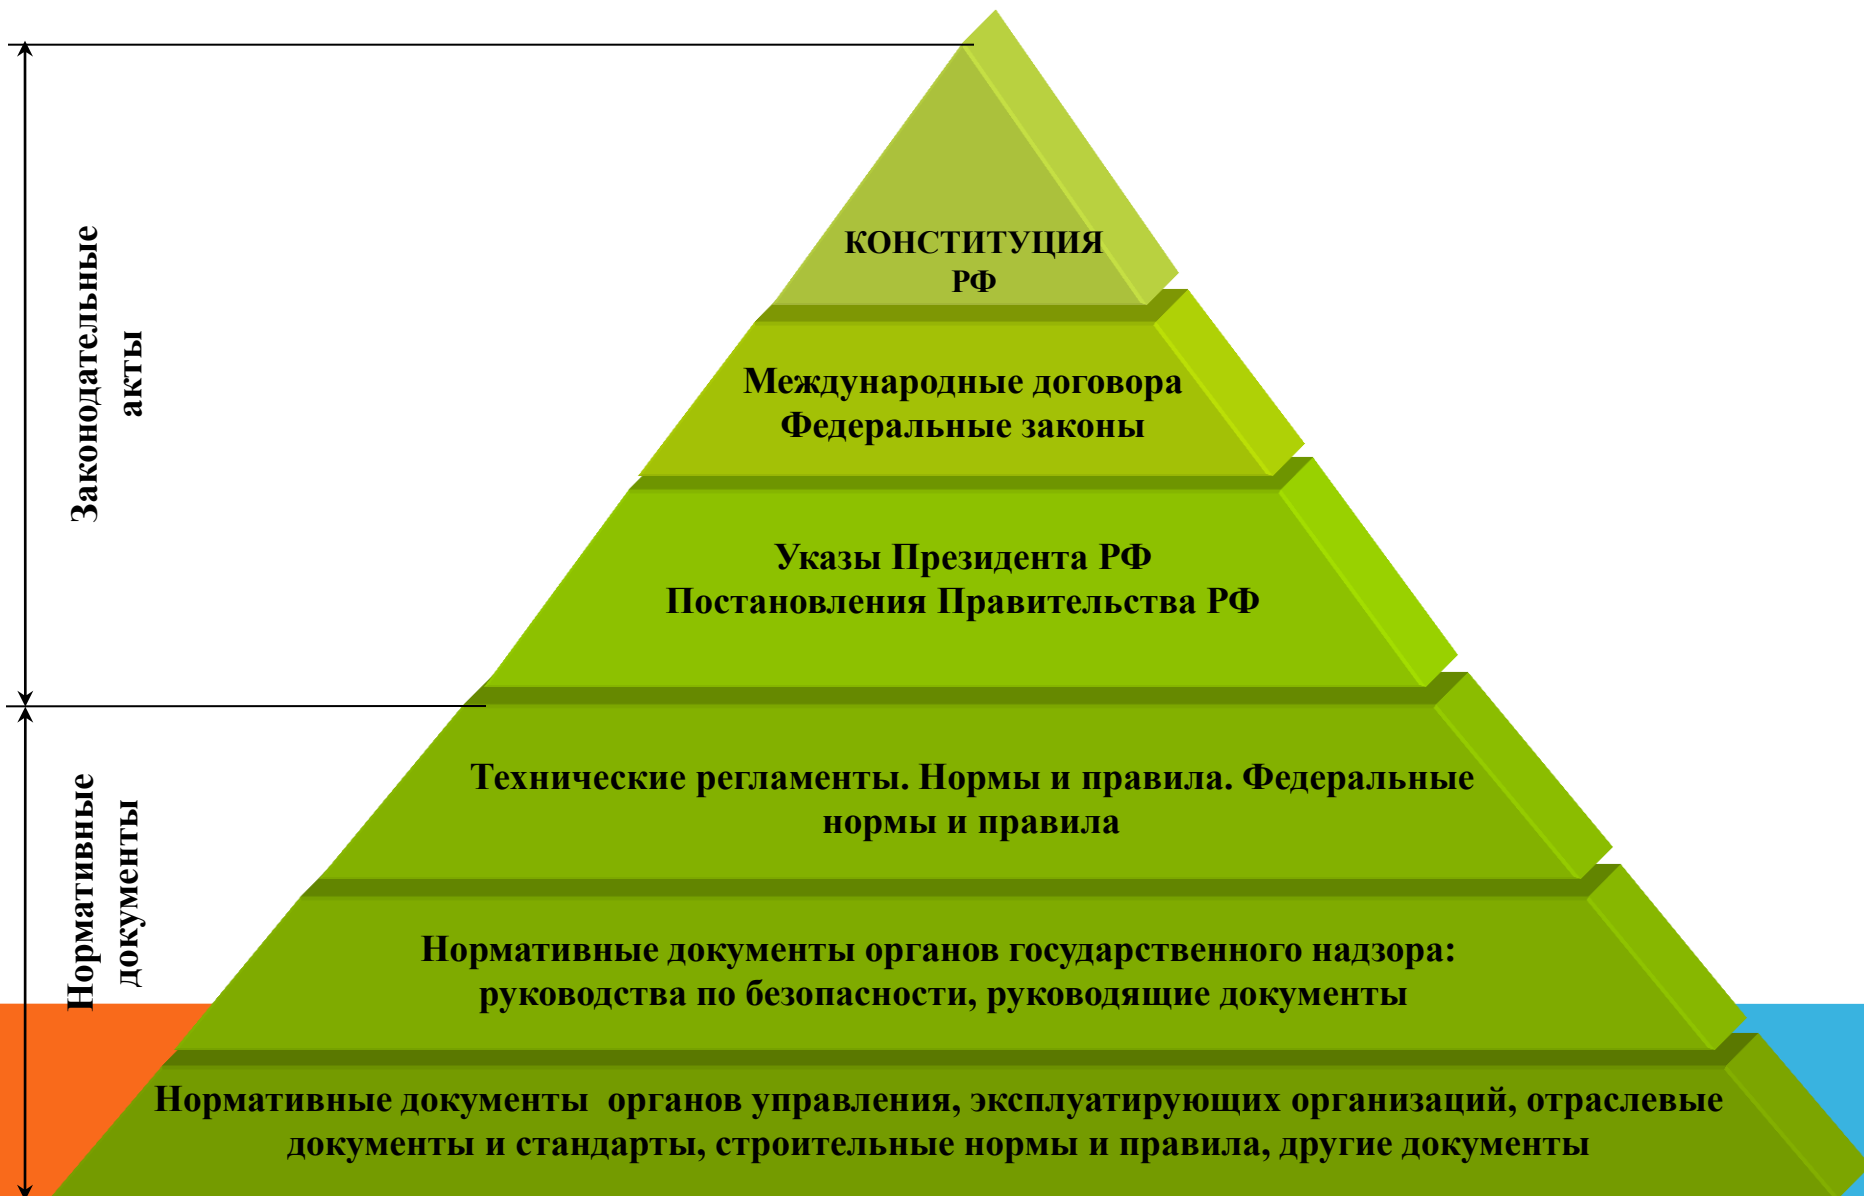 Законодательные
акты
КОНСТИТУЦИЯ
РФ
Международные договора
Федеральные законы
Указы Президента РФ
Постановления Правительства РФ
Нормативные
документы
Технические регламенты. Нормы и правила. Федеральные
нормы и правила
Нормативные документы органов государственного надзора:
руководства по безопасности, руководящие документы
Нормативные документы органов управления, эксплуатирующих организаций, отраслевые
документы и стандарты, строительные нормы и правила, другие документы